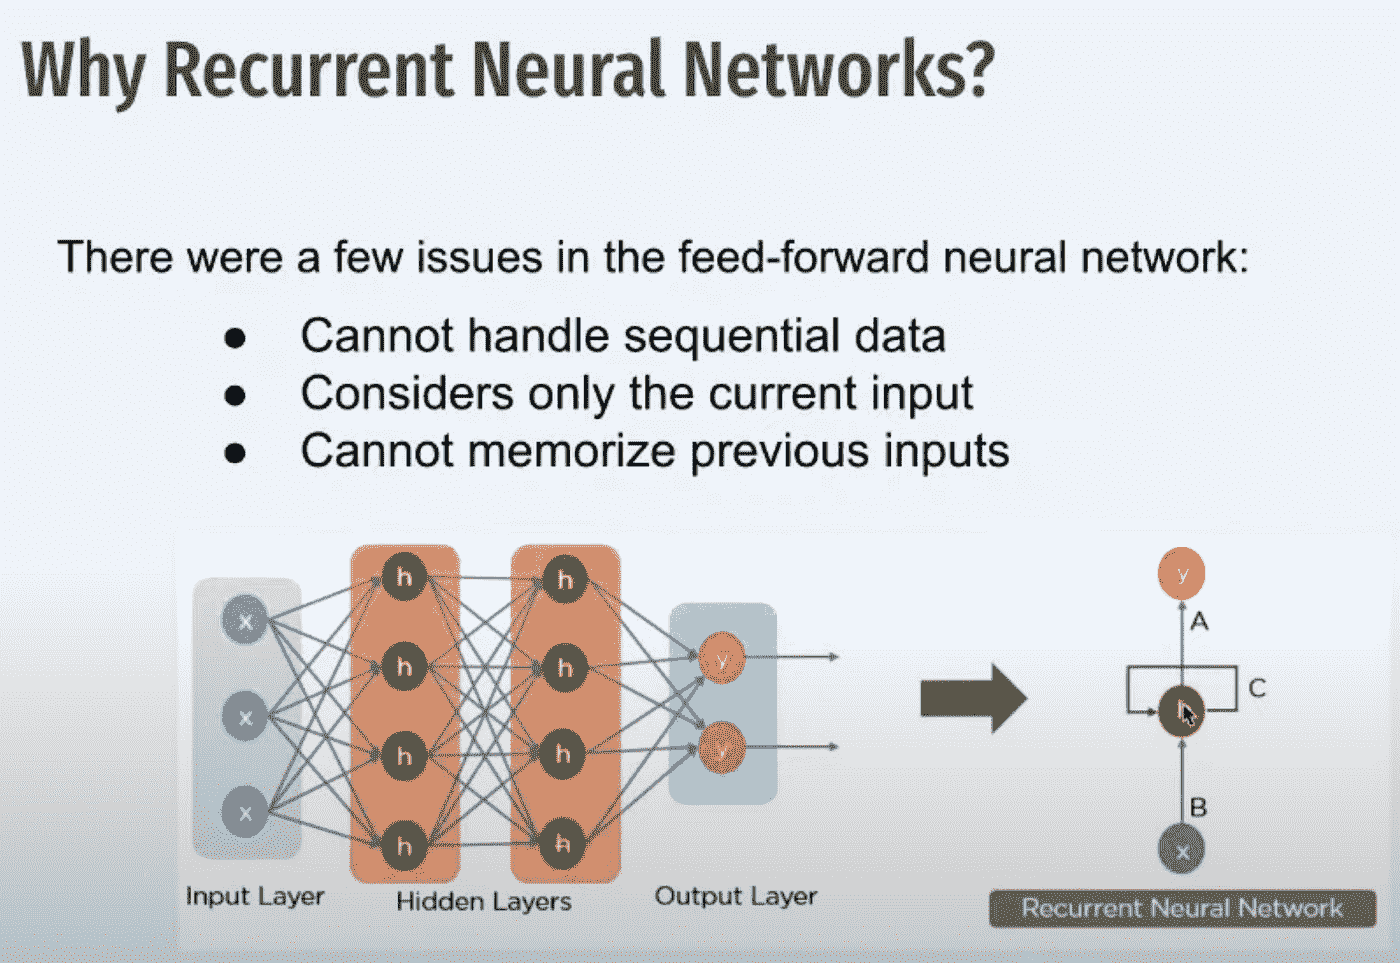 Why Recurrent Neural Networks?
There were a few issues in the feed-forward neural network:
● Cannot handle sequential data
● Considers only the current input
● Cannot memorize previous inputs
x
x
x
h
h
h
h
h
h
h
h
y
y
Input Layer
Hidden Layers
Output Layer
y
A
C
h
B
x
Recurrent Neural Network